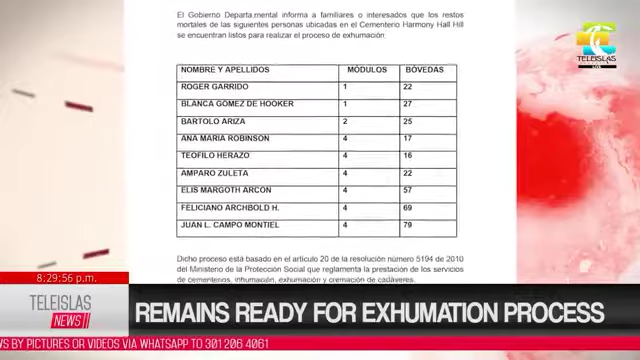 El Gobierno Departa.mental informa a familiares o interesados que los restos
mortales de las siguientes personas ubicadas en el Cementerio Harmony Hall Hill
se encuentran listos para realizar el proceso de exhumación:
TELEISLAS
LIVE
NOMBRE Y APELLIDOS MÓDULOS BÓVEDAS
ROGER GARRIDO 1 22
BLANCA GÓMEZ DE HOOKER 1 27
BARTOLO ARIZA 2 25
ANA MARIA ROBINSON 4 17
TEOFILO HERAZO 4 16
AMPARO ZULETA 4 22
ELIS MARGOTH ARCON 4 57
FELICIANO ARCHBOLD H. 4 69
JUAN L. CAMPO MONTIEL 4 79
Dicho proceso está basado en el artículo 20 de la resolución número 5194 de 2010
del Ministerio de la Protección Social que reglamenta la prestación de los servicios
de cementerios, inhumación, exhumación y cremación de cadáveres.
8:29:56 p.m.
TELEISLAS
NEWS
REMAINS READY FOR EXHUMATION PROCESS
WS BY PICTURES OR VIDEOS VIA WHATSAPP TO 301 206 4061